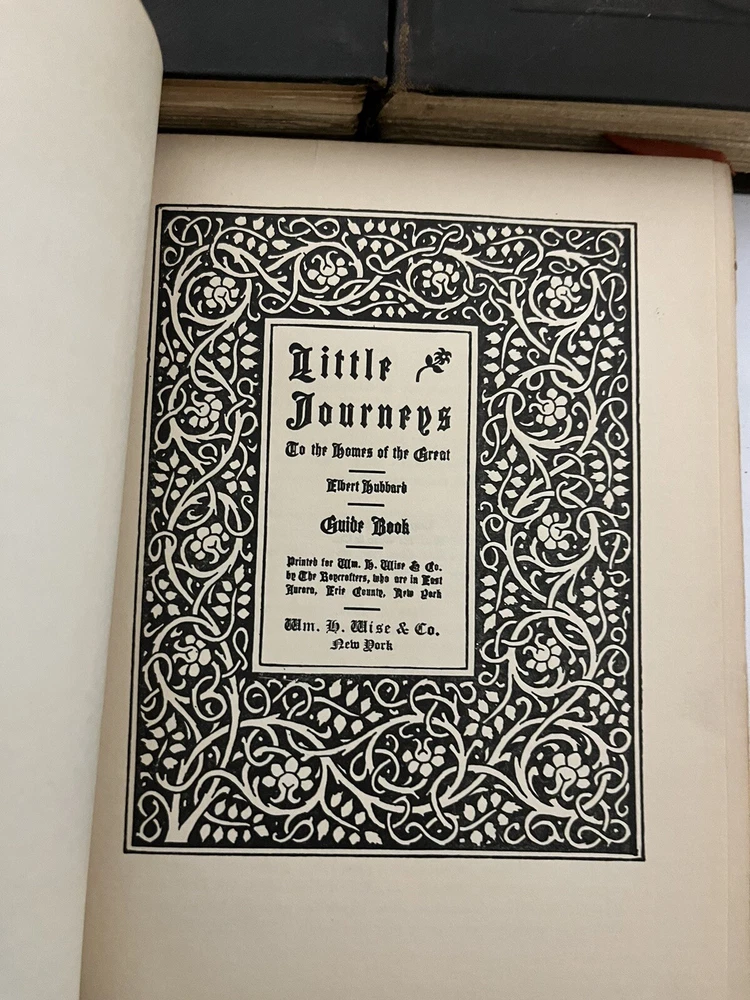 Little
Journeys
To the Homes of the Great
Elbert Hubbard
Guide Book
Printed for Wm. H. Wise & Co.
by The Roycrofters, who are in East
Aurora, Erie County, New York
Wm. H. Wise & Co.
New York